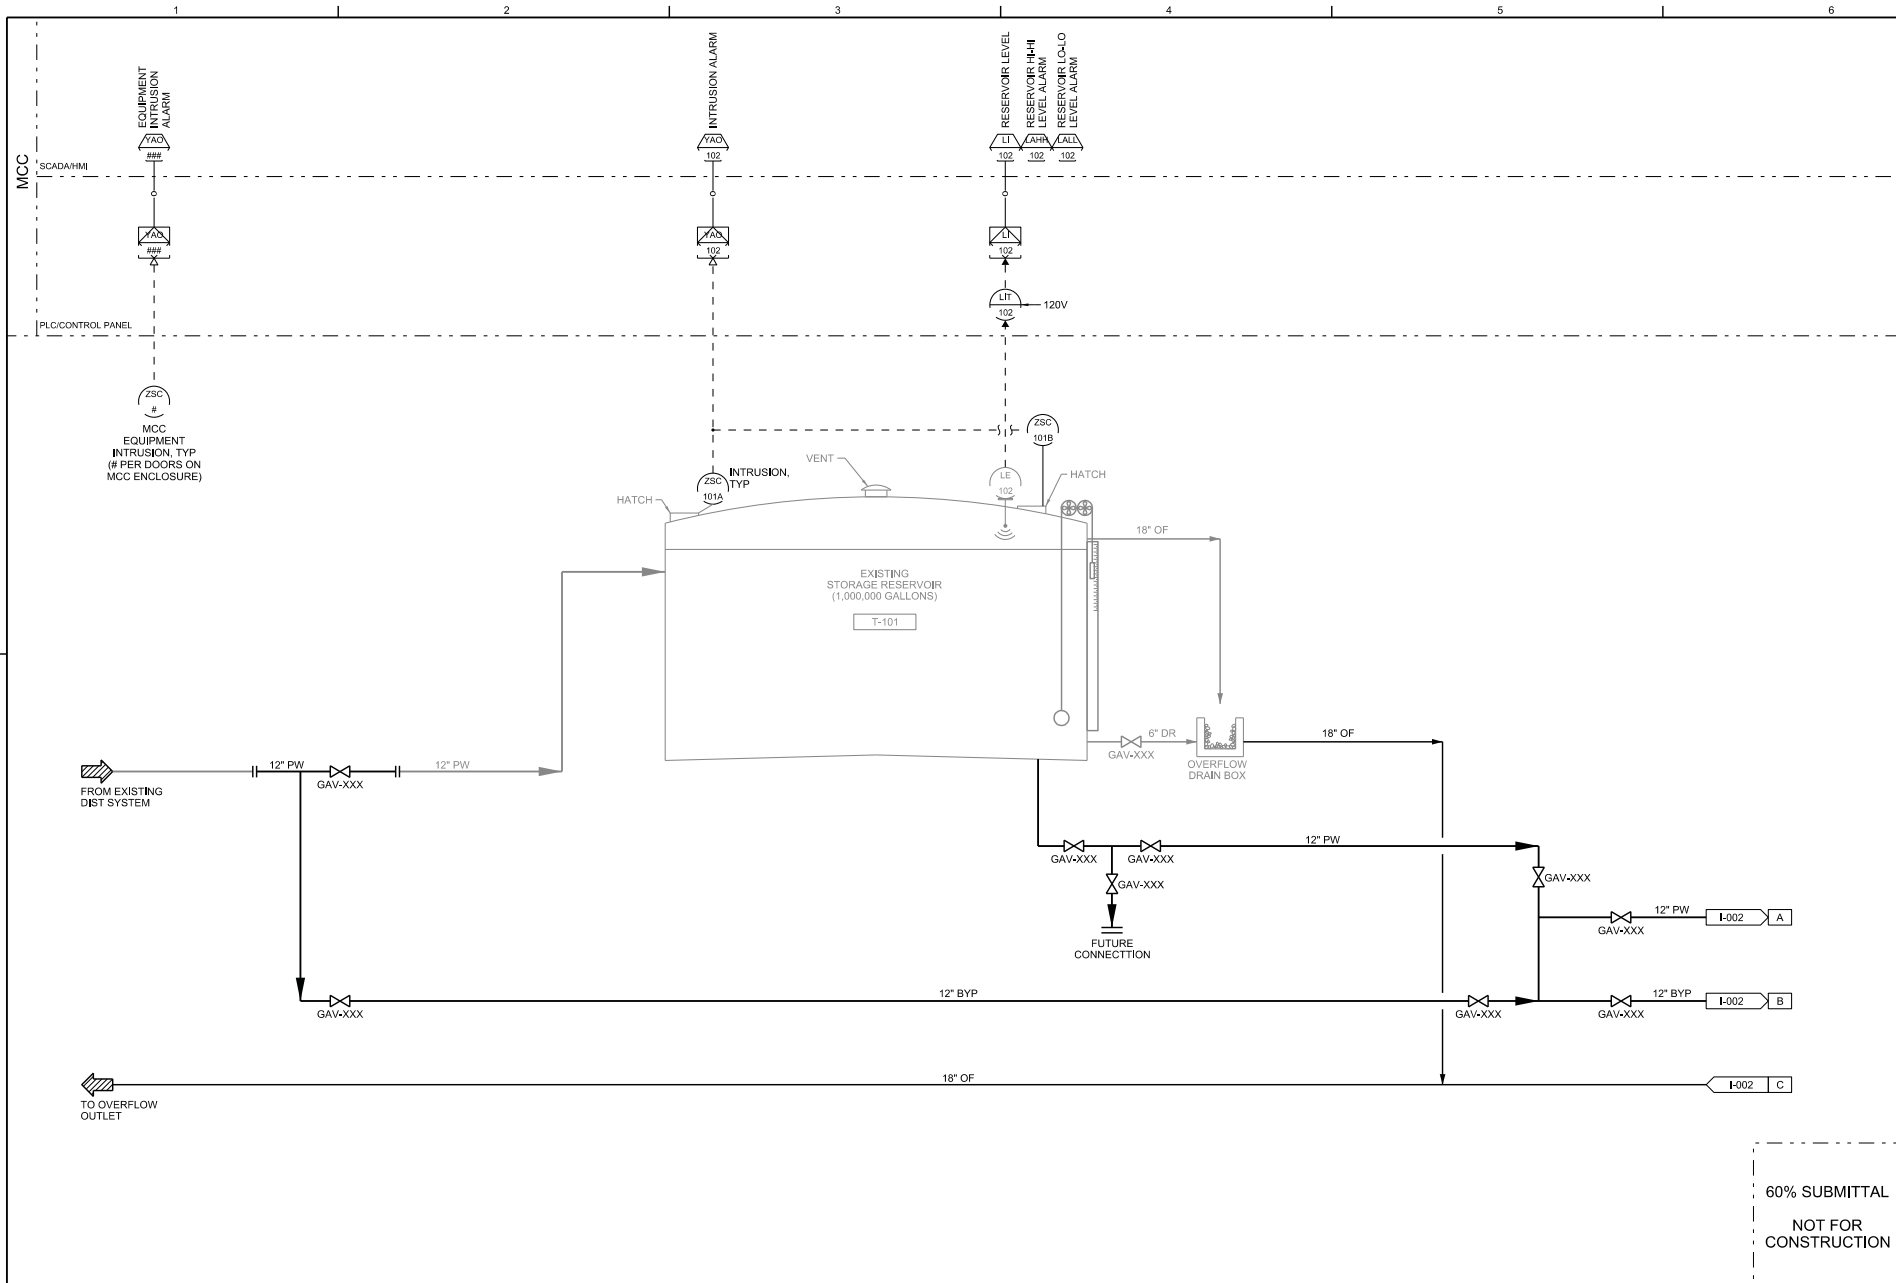 1
2
3
4
5
6
MCC
EQUIPMENT
INTRUSION
ALARM
INTRUSION ALARM
RESERVOIR LEVEL
RESERVOIR HI-HI
LEVEL ALARM
RESERVOIR LO-LO
LEVEL ALARM
YAO
###
YAO
102
LI
102
LAHH
102
LALL
102
SCADA/HMI
YAO
###
YAO
102
LI
102
LIT
102
120V
PLC/CONTROL PANEL
ZSC
#
MCC
EQUIPMENT
INTRUSION, TYP
(# PER DOORS ON
MCC ENCLOSURE)
ZSC
101B
VENT
ZSC
101A
INTRUSION,
TYP
LE
102
HATCH
HATCH
18" OF
EXISTING
STORAGE RESERVOIR
(1,000,000 GALLONS)
T-101
6" DR
GAV-XXX
18" OF
OVERFLOW
DRAIN BOX
12" PW
GAV-XXX
12" PW
FROM EXISTING
DIST SYSTEM
12" PW
GAV-XXX
GAV-XXX
GAV-XXX
GAV-XXX
FUTURE
CONNECTTION
12" PW
GAV-XXX
I-002
A
12" BYP
GAV-XXX
GAV-XXX
12" BYP
GAV-XXX
I-002
B
18" OF
I-002
C
TO OVERFLOW
OUTLET
60% SUBMITTAL
NOT FOR
CONSTRUCTION